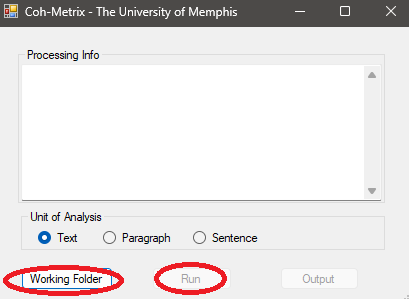 Coh-Metrix - The University of Memphis
Processing Info
Unit of Analysis
Text Paragraph Sentence
Working Folder Run Output